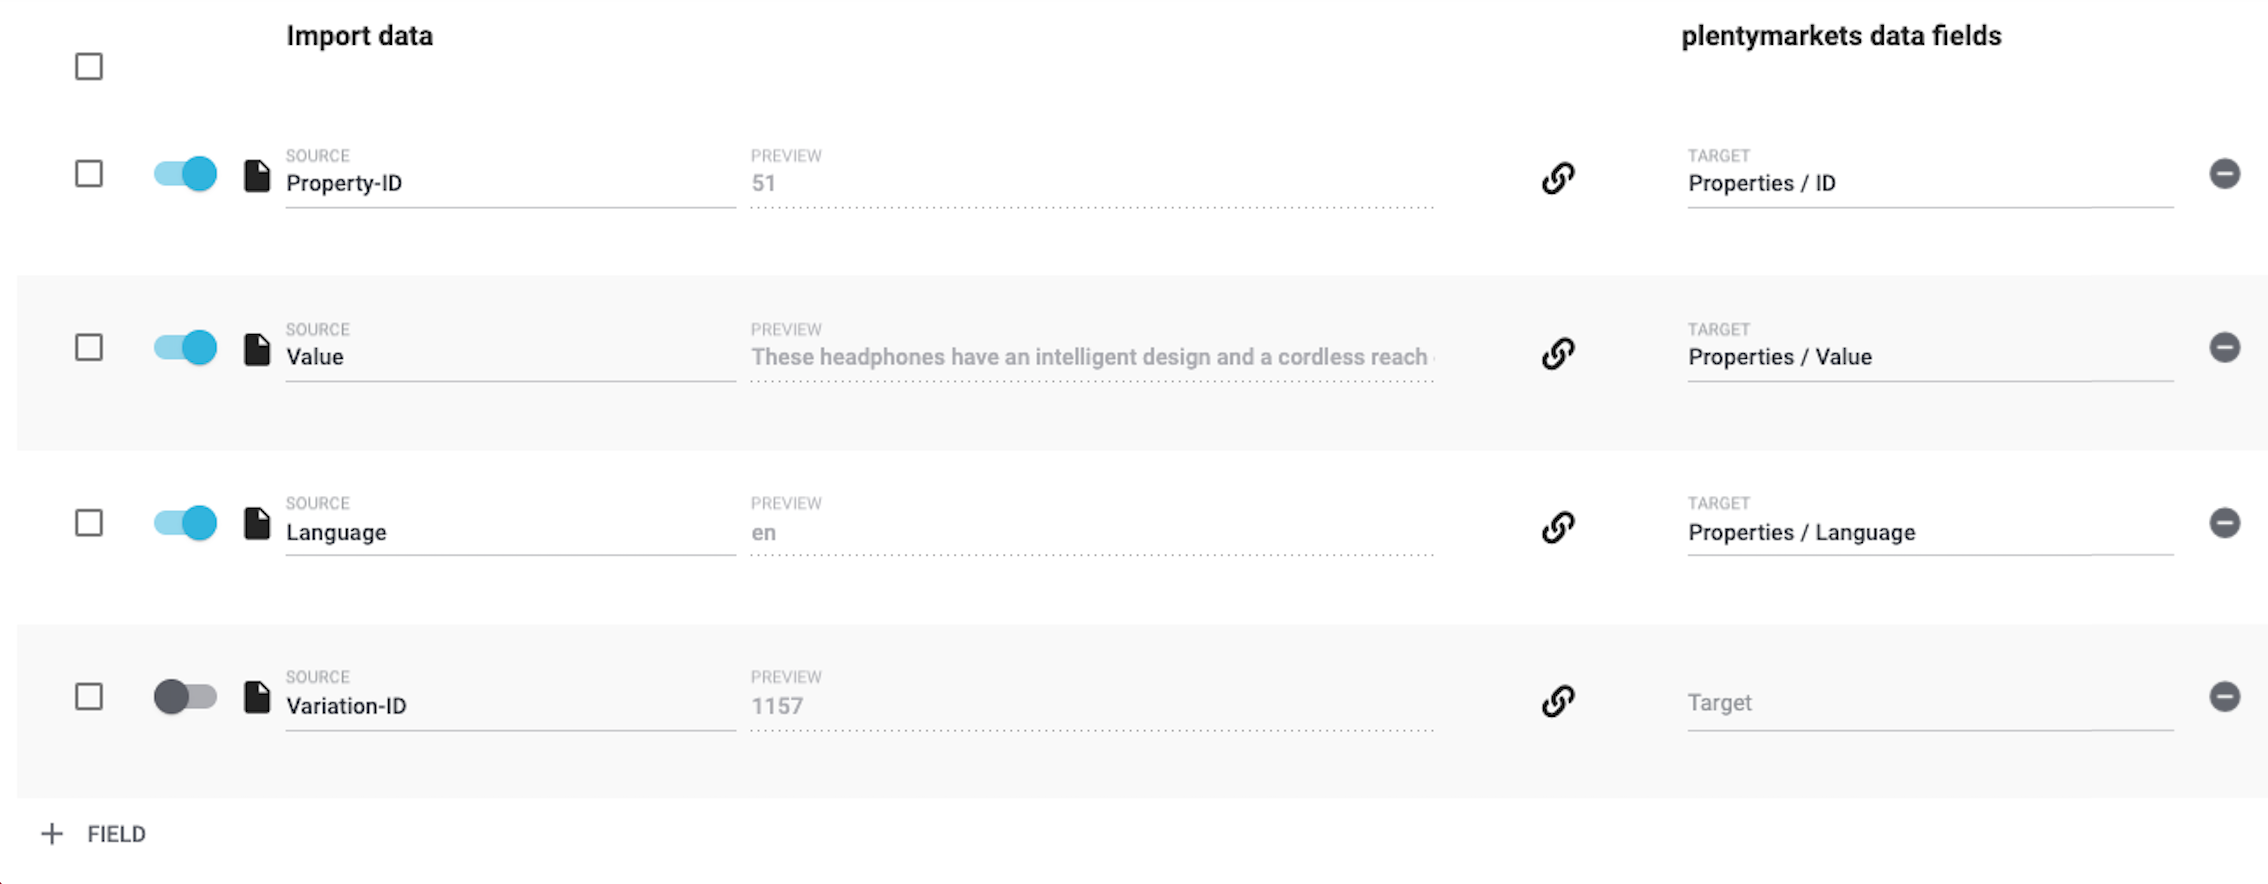 Import data
plentymarkets data fields
SOURCE
PREVIEW
TARGET
Property-ID
51
Properties / ID
SOURCE
PREVIEW
TARGET
Value
These headphones have an intelligent design and a cordless reach
Properties / Value
SOURCE
PREVIEW
TARGET
Language
en
Properties / Language
SOURCE
PREVIEW
Variation-ID
1157
Target
+ FIELD